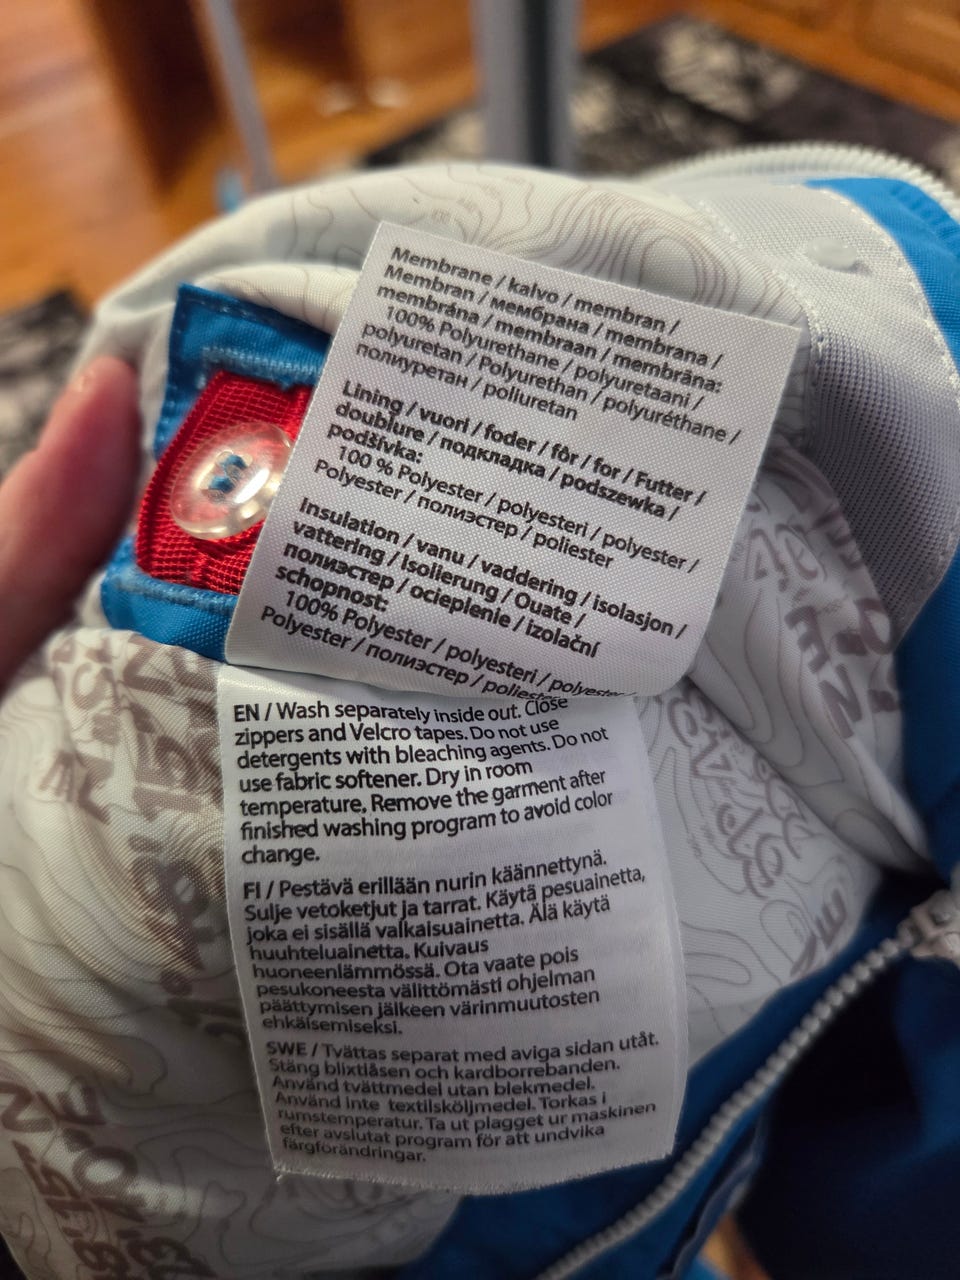 Membrane / kalvo / membran /
Membran / мембрана / membrana /
membrána / membraan / membrāna:
100% Polyurethane / polyuretaani /
polyuretan / Polyurethan / polyuréthane /
полиуретан / poliuretan
Lining / vuori / foder / fôr / for / Futter /
doublure / подкладка / podszewka /
podšívka:
100 % Polyester / polyesteri / polyester /
Polyester / полиэстер / poliester
Insulation / vanu / vaddering / isolasjon /
vattering / Isolierung / Ouate /
полиэстер / ocieplenie / izolační
schopnost:
100% Polyester / polyesteri / polyester
Polyester / полиэстер / poliester
EN / Wash separately inside out. Close
zippers and Velcro tapes. Do not use
detergents with bleaching agents. Do not
use fabric softener. Dry in room
temperature. Remove the garment after
finished washing program to avoid color
change.
FI / Pestävä erillään nurin käännettynä.
Sulje vetoketjut ja tarrat. Käytä pesuainetta,
joka ei sisällä valkaisuainetta. Älä käytä
huuhteluainetta. Kuivaus
huoneenlämmössä. Ota vaate pois
pesukoneesta välittömästi ohjelman
päättymisen jälkeen värinmuutosten
ehkäisemiseksi.
SWE / Tvättas separat med aviga sidan utåt.
Stäng blixtlåsen och kardborrebanden.
Använd tvättmedel utan blekmedel.
Använd inte textilsköljmedel. Torkas i
rumstemperatur. Ta ut plagget ur maskinen
efter avslutat program för att undvika
färgförändringar.